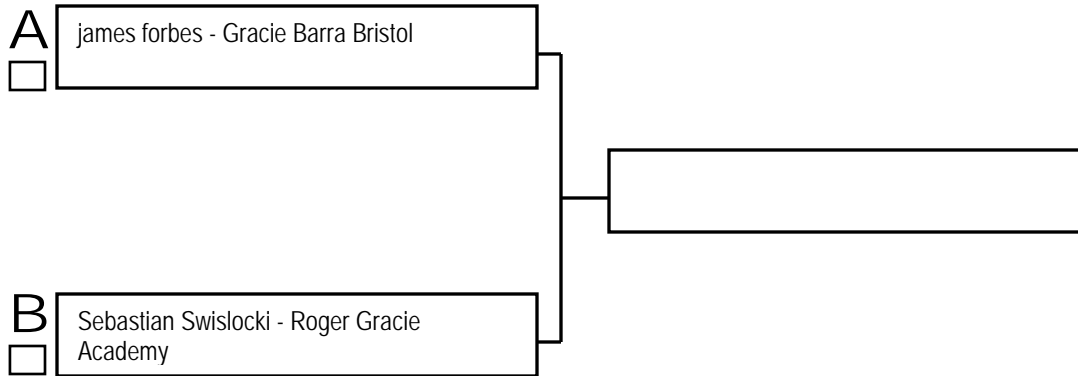 A
james forbes - Gracie Barra Bristol
B
Sebastian Swislocki - Roger Gracie
Academy